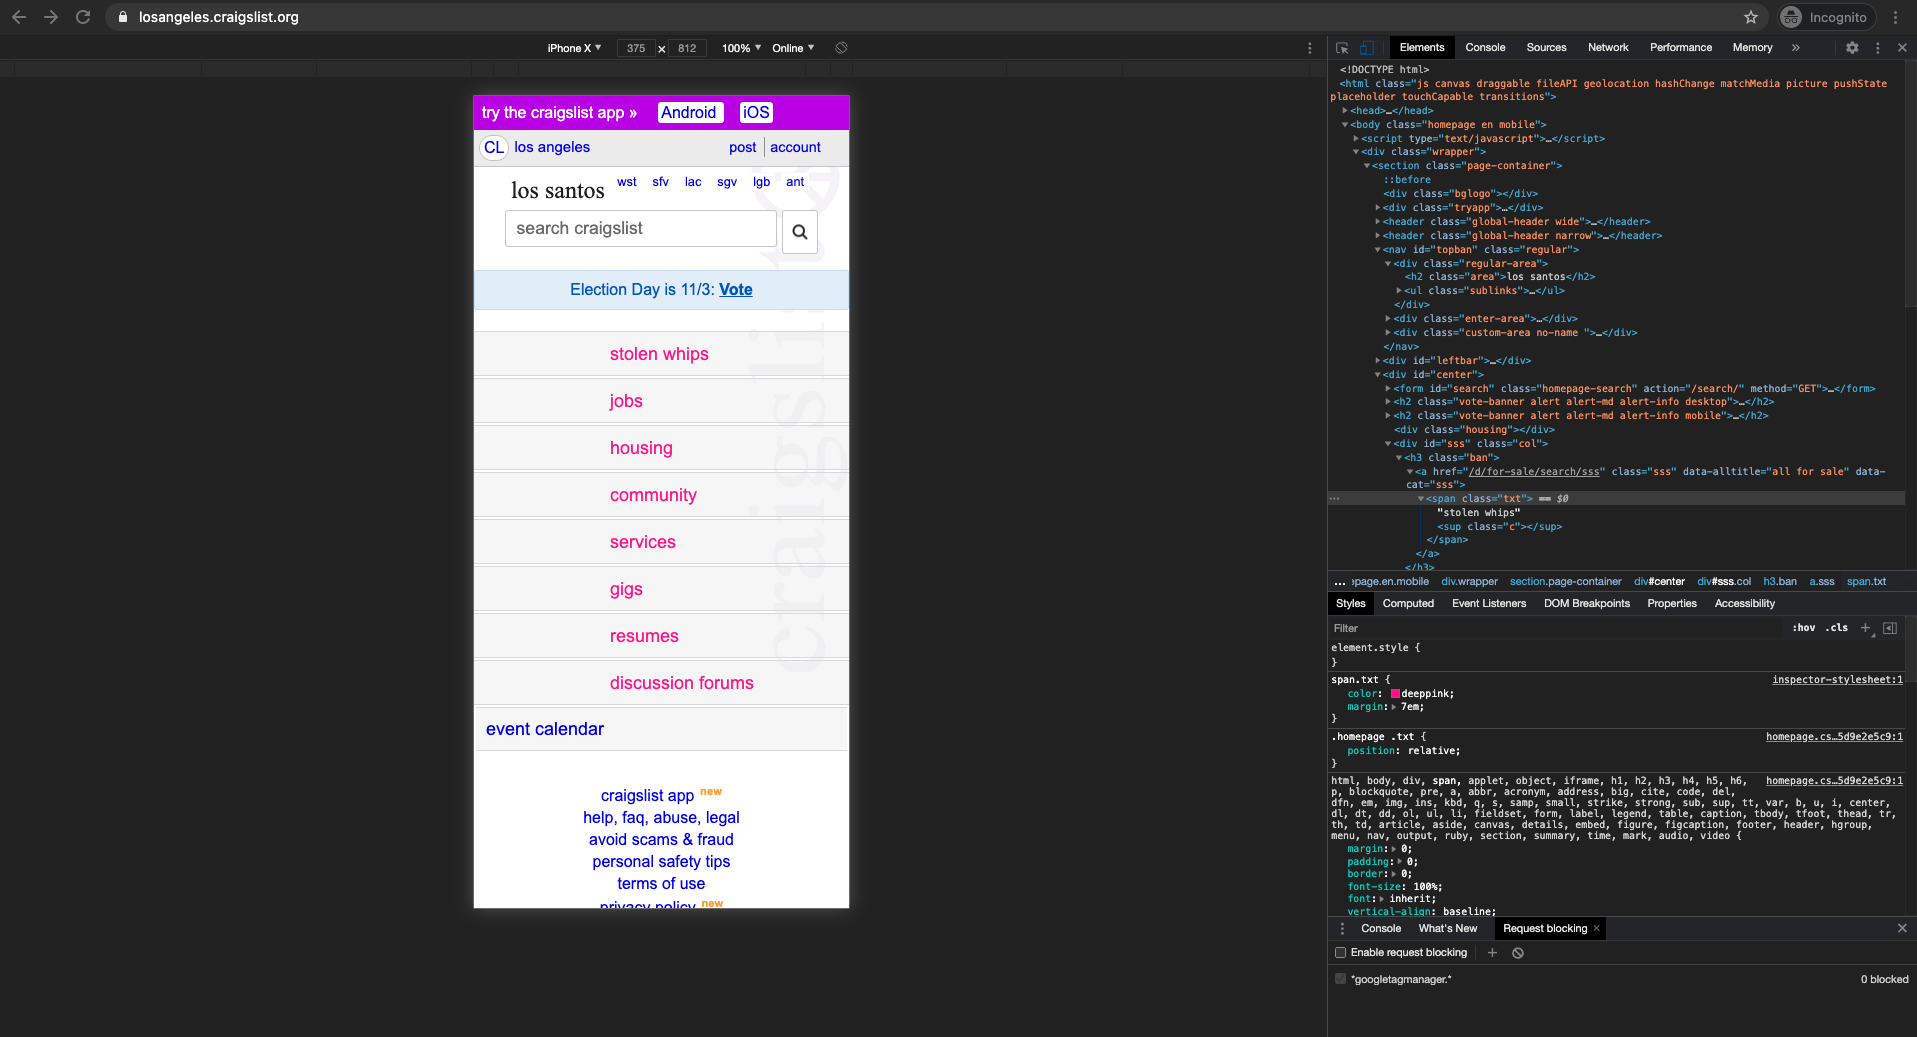 losangeles.craigslist.org
Incognito
iPhone X ▼ 375 × 812 100% ▼ Online ▼
try the craigslist app » Android iOS
CL los angeles post account
los santos wst sfv lac sgv lgb ant
search craigslist
Election Day is 11/3: Vote
stolen whips
jobs
housing
community
services
gigs
resumes
discussion forums
event calendar
craigslist app new
help, faq, abuse, legal
avoid scams & fraud
personal safety tips
terms of use
privacy policy new
craigslist
Elements Console Sources Network Performance Memory »
<!DOCTYPE html>
<html class="js canvas draggable fileAPI geolocation hashChange matchMedia picture pushState
placeholder touchCapable transitions">
▶<head>…</head>
▼<body class="homepage en mobile">
▶<script type="text/javascript">…</script>
▼<div class="wrapper">
▼<section class="page-container">
::before
<div class="bglogo"></div>
▶<div class="tryapp">…</div>
▶<header class="global-header wide">…</header>
▶<header class="global-header narrow">…</header>
▼<nav id="topban" class="regular">
▼<div class="regular-area">
<h2 class="area">los santos</h2>
▶<ul class="sublinks">…</ul>
</div>
▶<div class="enter-area">…</div>
▶<div class="custom-area no-name ">…</div>
</nav>
▶<div id="leftbar">…</div>
▼<div id="center">
▶<form id="search" class="homepage-search" action="/search/" method="GET">…</form>
▶<h2 class="vote-banner alert alert-md alert-info desktop">…</h2>
▶<h2 class="vote-banner alert alert-md alert-info mobile">…</h2>
<div class="housing"></div>
▼<div id="sss" class="col">
▼<h3 class="ban">
▼<a href="/d/for-sale/search/sss" class="sss" data-alltitle="all for sale" data-
cat="sss">
… ▼<span class="txt"> == $0
"stolen whips"
<sup class="c"></sup>
</span>
</a>
</h3>
… epage.en.mobile div.wrapper section.page-container div#center div#sss.col h3.ban a.sss span.txt
Styles Computed Event Listeners DOM Breakpoints Properties Accessibility
Filter :hov .cls +
element.style {
}
span.txt { inspector-stylesheet:1
color: deeppink;
margin:▶ 7em;
}
.homepage .txt { homepage.cs…5d9e2e5c9:1
position: relative;
}
html, body, div, span, applet, object, iframe, h1, h2, h3, h4, h5, h6, homepage.cs…5d9e2e5c9:1
p, blockquote, pre, a, abbr, acronym, address, big, cite, code, del,
dfn, em, img, ins, kbd, q, s, samp, small, strike, strong, sub, sup, tt, var, b, u, i, center,
dl, dt, dd, ol, ul, li, fieldset, form, label, legend, table, caption, tbody, tfoot, thead, tr,
th, td, article, aside, canvas, details, embed, figure, figcaption, footer, header, hgroup,
menu, nav, output, ruby, section, summary, time, mark, audio, video {
margin:▶ 0;
padding:▶ 0;
border:▶ 0;
font-size: 100%;
font:▶ inherit;
vertical-align: baseline;
Console What's New Request blocking ×
Enable request blocking +
*googletagmanager.* 0 blocked